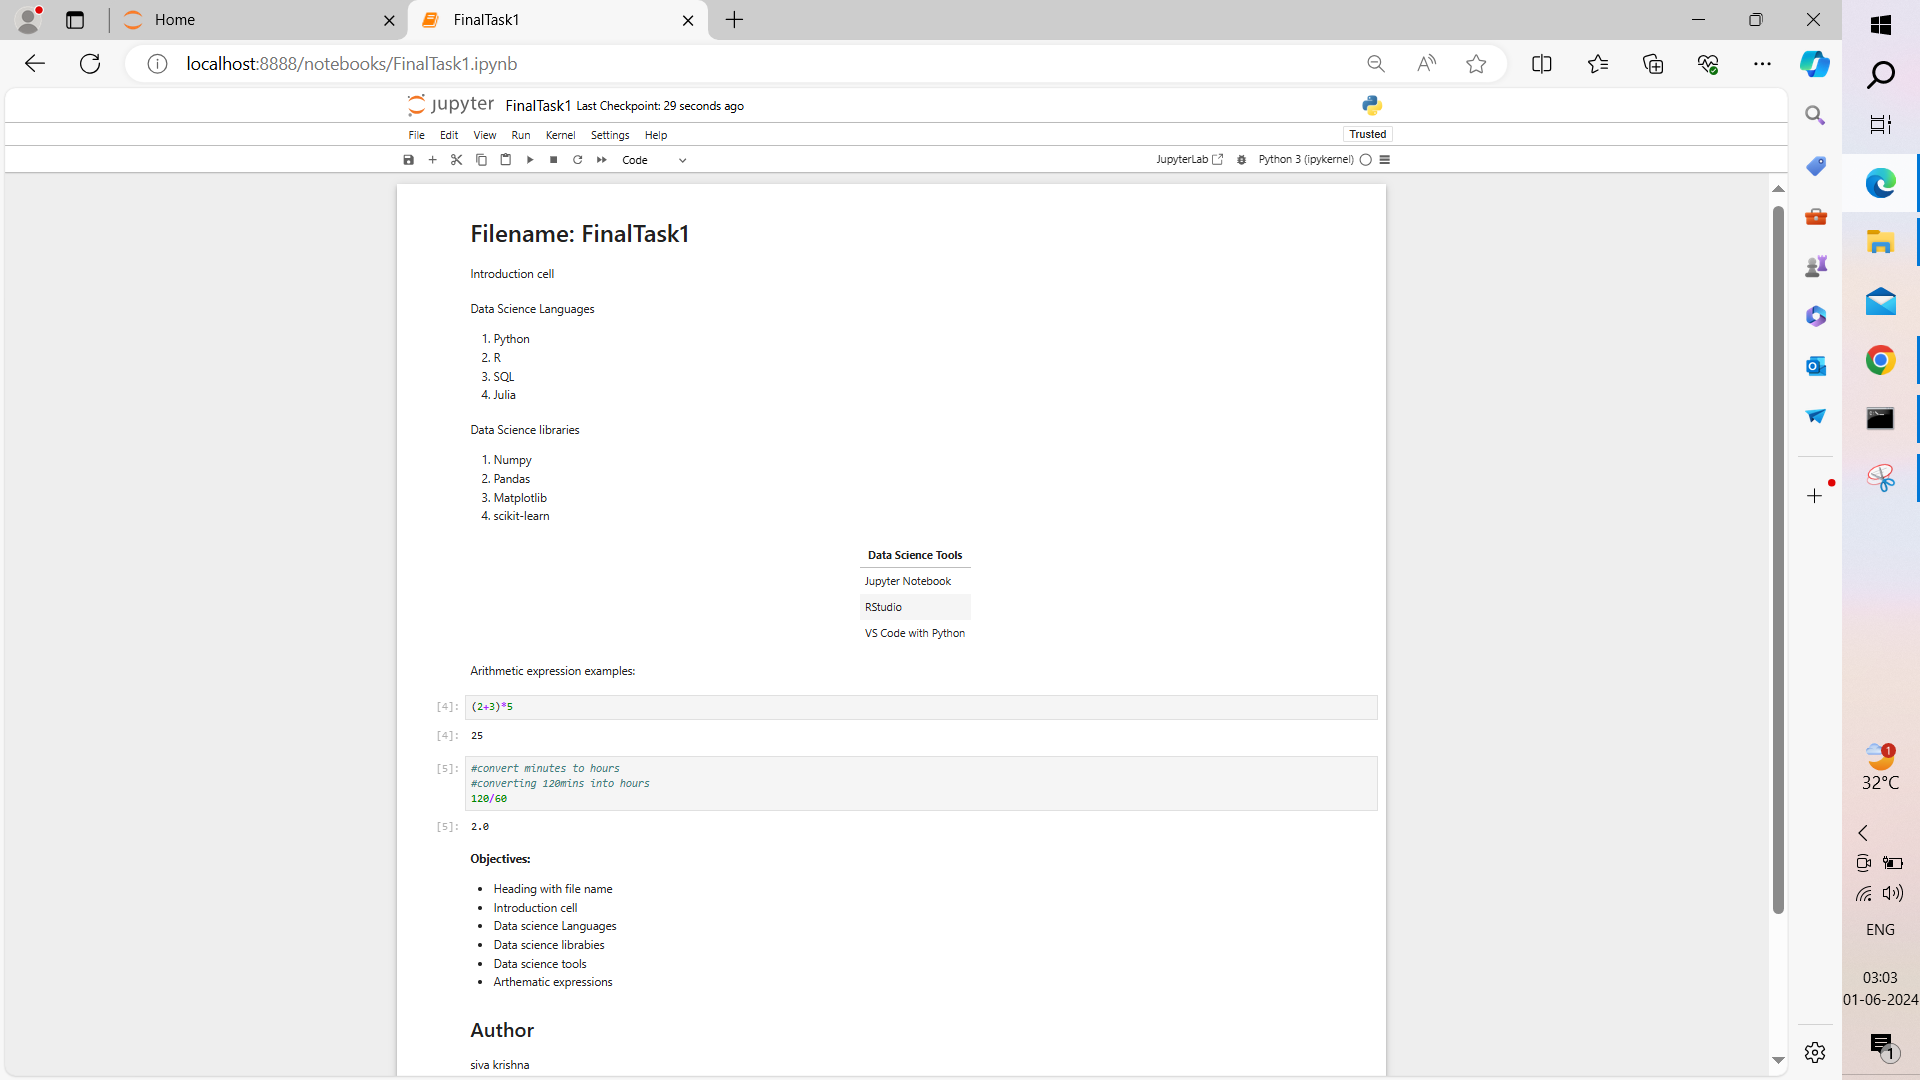 Home
FinalTask1
localhost:8888/notebooks/FinalTask1.ipynb
jupyter FinalTask1 Last Checkpoint: 29 seconds ago
File Edit View Run Kernel Settings Help
Trusted
Code
JupyterLab
Python 3 (ipykernel)
Filename: FinalTask1
Introduction cell
Data Science Languages
1. Python
2. R
3. SQL
4. Julia
Data Science libraries
1. Numpy
2. Pandas
3. Matplotlib
4. scikit-learn
Data Science Tools
Jupyter Notebook
RStudio
VS Code with Python
Arithmetic expression examples:
[4]: (2+3)*5
[4]: 25
[5]: #convert minutes to hours
#converting 120mins into hours
120/60
[5]: 2.0
Objectives:
• Heading with file name
• Introduction cell
• Data science Languages
• Data science librabies
• Data science tools
• Arthematic expressions
Author
siva krishna
1
32°C
ENG
03:03
01-06-2024
1